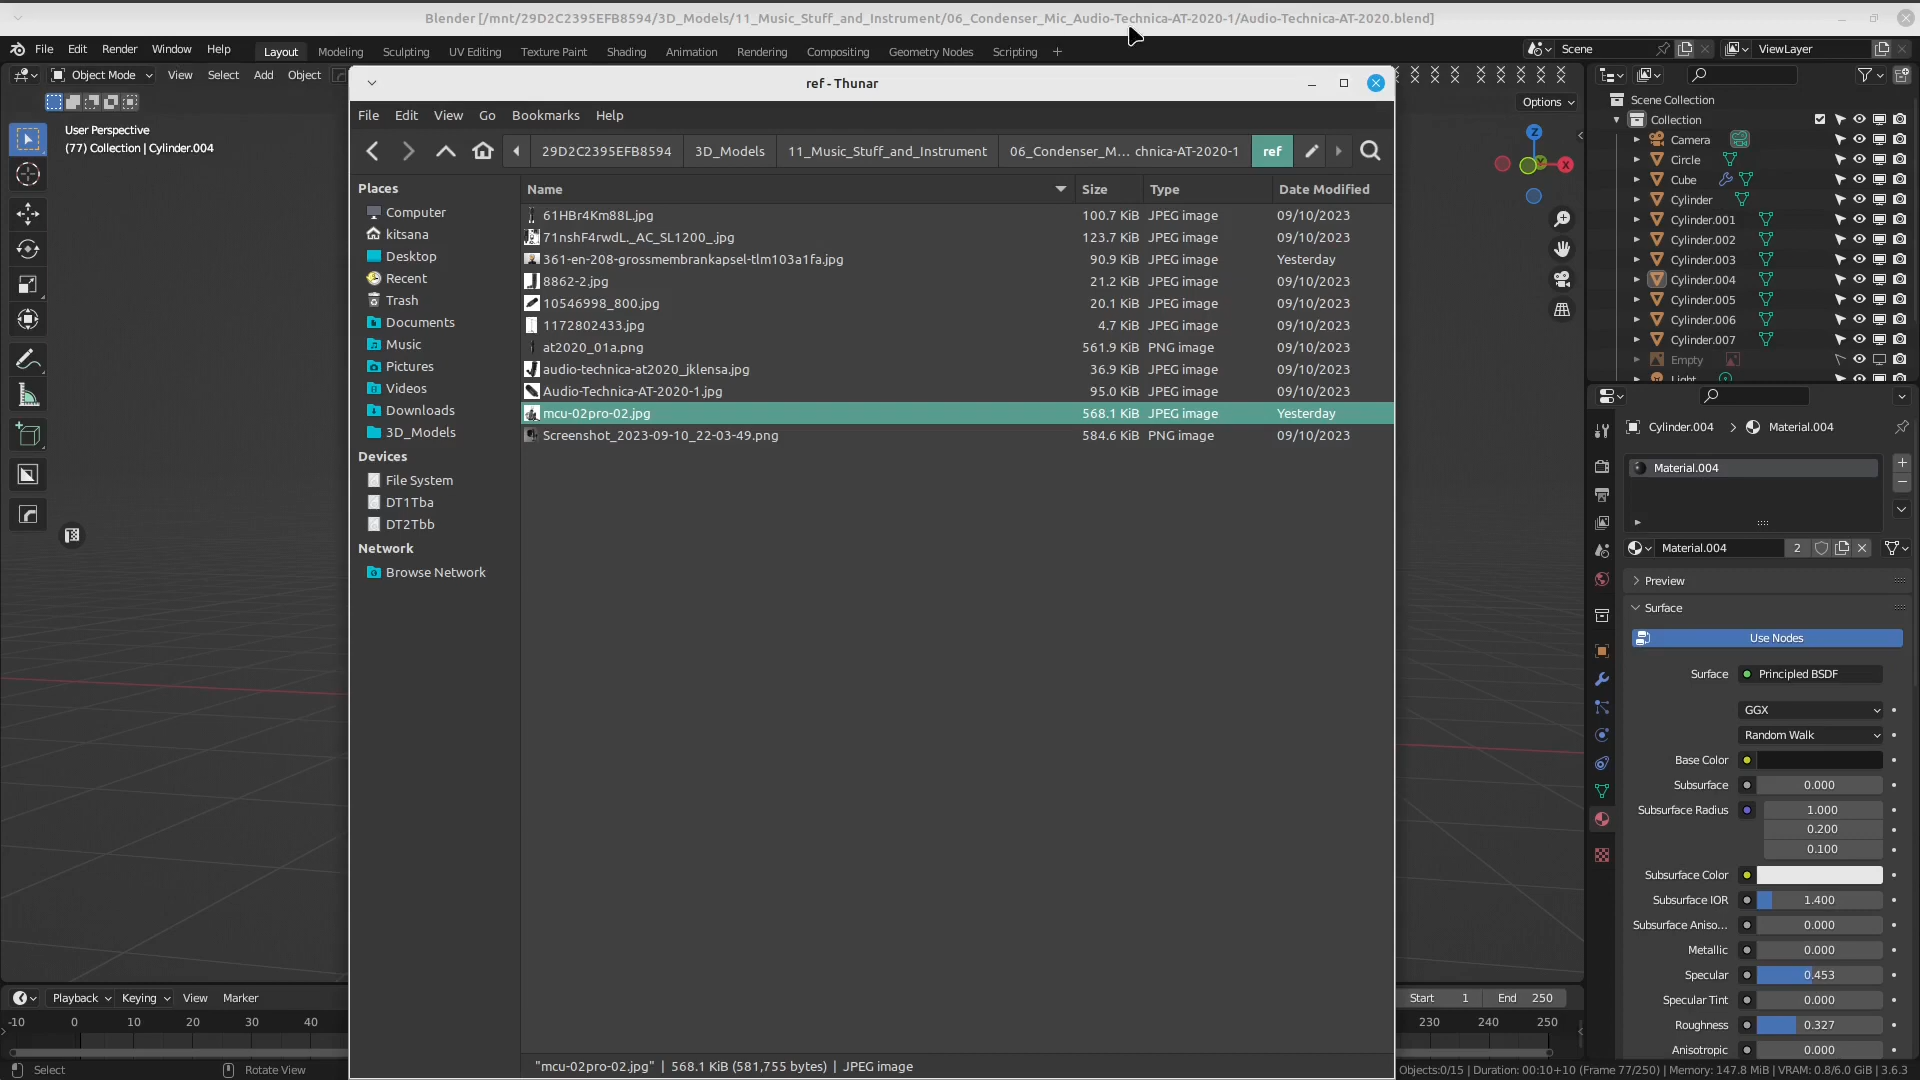 Blender [/mnt/29D2C2395EFB8594/3D_Models/11_Music_Stuff_and_Instrument/06_Condenser_Mic_Audio-Technica-AT-2020-1/Audio-Technica-AT-2020.blend]
File Edit Render Window Help Layout Modeling Sculpting UV Editing Texture Paint Shading Animation Rendering Compositing Geometry Nodes Scripting + Scene ViewLayer
Object Mode View Select Add Object
Options
User Perspective
(77) Collection | Cylinder.004
ref - Thunar
File Edit View Go Bookmarks Help
29D2C2395EFB8594 3D_Models 11_Music_Stuff_and_Instrument 06_Condenser_M... chnica-AT-2020-1 ref
Places
Computer
kitsana
Desktop
Recent
Trash
Documents
Music
Pictures
Videos
Downloads
3D_Models
Devices
File System
DT1Tba
DT2Tbb
Network
Browse Network
Name Size Type Date Modified
61HBr4Km88L.jpg 100.7 KiB JPEG image 09/10/2023
71nshF4rwdL._AC_SL1200_.jpg 123.7 KiB JPEG image 09/10/2023
361-en-208-grossmembrankapsel-tlm103a1fa.jpg 90.9 KiB JPEG image Yesterday
8862-2.jpg 21.2 KiB JPEG image 09/10/2023
10546998_800.jpg 20.1 KiB JPEG image 09/10/2023
1172802433.jpg 4.7 KiB JPEG image 09/10/2023
at2020_01a.png 561.9 KiB PNG image 09/10/2023
audio-technica-at2020_jklensa.jpg 36.9 KiB JPEG image 09/10/2023
Audio-Technica-AT-2020-1.jpg 95.0 KiB JPEG image 09/10/2023
mcu-02pro-02.jpg 568.1 KiB JPEG image Yesterday
Screenshot_2023-09-10_22-03-49.png 584.6 KiB PNG image 09/10/2023
"mcu-02pro-02.jpg" | 568.1 KiB (581,755 bytes) | JPEG image
Z
Y
X
Scene Collection
Collection
Camera
Circle
Cube
Cylinder
Cylinder.001
Cylinder.002
Cylinder.003
Cylinder.004
Cylinder.005
Cylinder.006
Cylinder.007
Empty
Light
Cylinder.004 > Material.004
Material.004
Material.004 2
Preview
Surface
Use Nodes
Surface Principled BSDF
GGX
Random Walk
Base Color
Subsurface 0.000
Subsurface Radius 1.000
0.200
0.100
Subsurface Color
Subsurface IOR 1.400
Subsurface Aniso... 0.000
Metallic 0.000
Specular 0.453
Specular Tint 0.000
Roughness 0.327
Anisotropic 0.000
Playback Keying View Marker
Start 1 End 250
-10 0 10 20 30 40 230 240 250
Select Rotate View
Objects:0/15 | Duration: 00:10+10 (Frame 77/250) | Memory: 147.8 MiB | VRAM: 0.8/6.0 GiB | 3.6.3